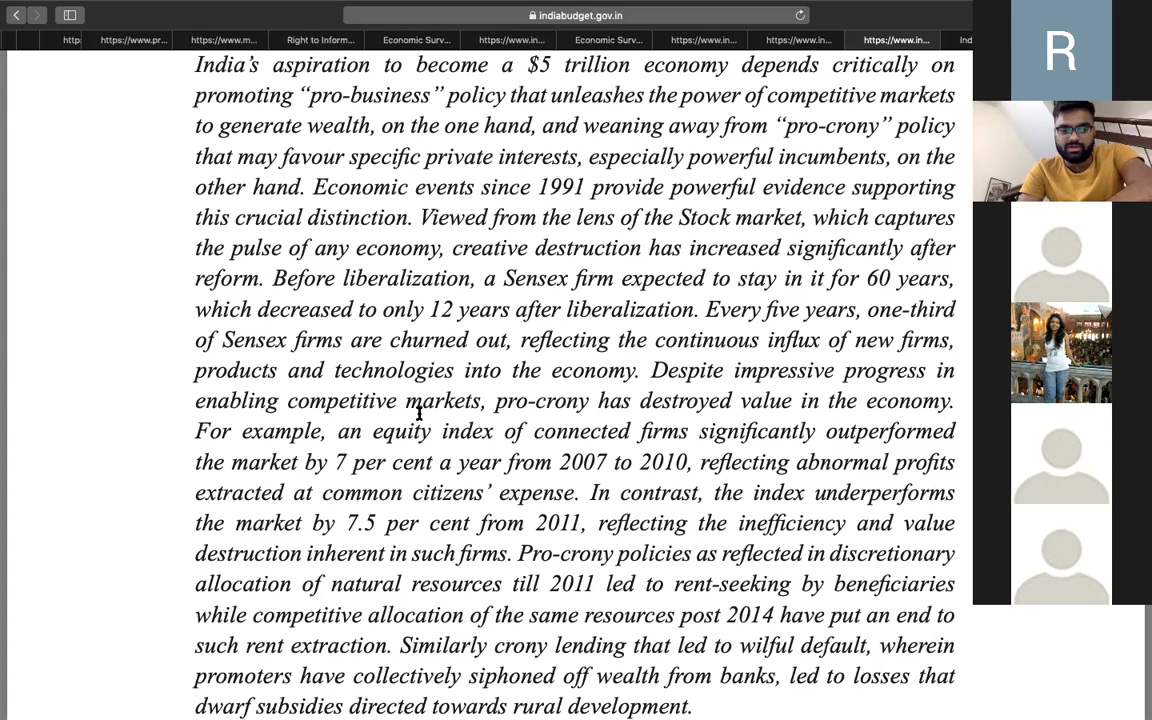 indiabudget.gov.in
http
https://www.pr...
https://www.m...
Right to Inform...
Economic Surv...
https://www.in...
Economic Surv...
https://www.in...
https://www.in...
https://www.in...
Ind
R
India’s aspiration to become a $5 trillion economy depends critically on
promoting “pro-business” policy that unleashes the power of competitive markets
to generate wealth, on the one hand, and weaning away from “pro-crony” policy
that may favour specific private interests, especially powerful incumbents, on the
other hand. Economic events since 1991 provide powerful evidence supporting
this crucial distinction. Viewed from the lens of the Stock market, which captures
the pulse of any economy, creative destruction has increased significantly after
reform. Before liberalization, a Sensex firm expected to stay in it for 60 years,
which decreased to only 12 years after liberalization. Every five years, one-third
of Sensex firms are churned out, reflecting the continuous influx of new firms,
products and technologies into the economy. Despite impressive progress in
enabling competitive markets, pro-crony has destroyed value in the economy.
For example, an equity index of connected firms significantly outperformed
the market by 7 per cent a year from 2007 to 2010, reflecting abnormal profits
extracted at common citizens’ expense. In contrast, the index underperforms
the market by 7.5 per cent from 2011, reflecting the inefficiency and value
destruction inherent in such firms. Pro-crony policies as reflected in discretionary
allocation of natural resources till 2011 led to rent-seeking by beneficiaries
while competitive allocation of the same resources post 2014 have put an end to
such rent extraction. Similarly crony lending that led to wilful default, wherein
promoters have collectively siphoned off wealth from banks, led to losses that
dwarf subsidies directed towards rural development.